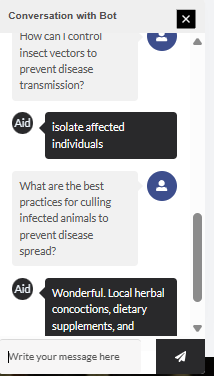 Conversation with Bot
How can I control
insect vectors to
prevent disease
transmission?
Aid
isolate affected
individuals
What are the best
practices for culling
infected animals to
prevent disease
spread?
Aid
Wonderful. Local herbal
concoctions, dietary
supplements, and
Write your message here